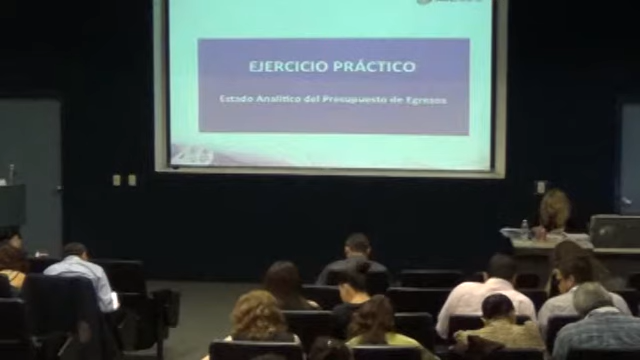 EJERCICIO PRÁCTICO
Estado Analítico del Presupuesto de Egresos